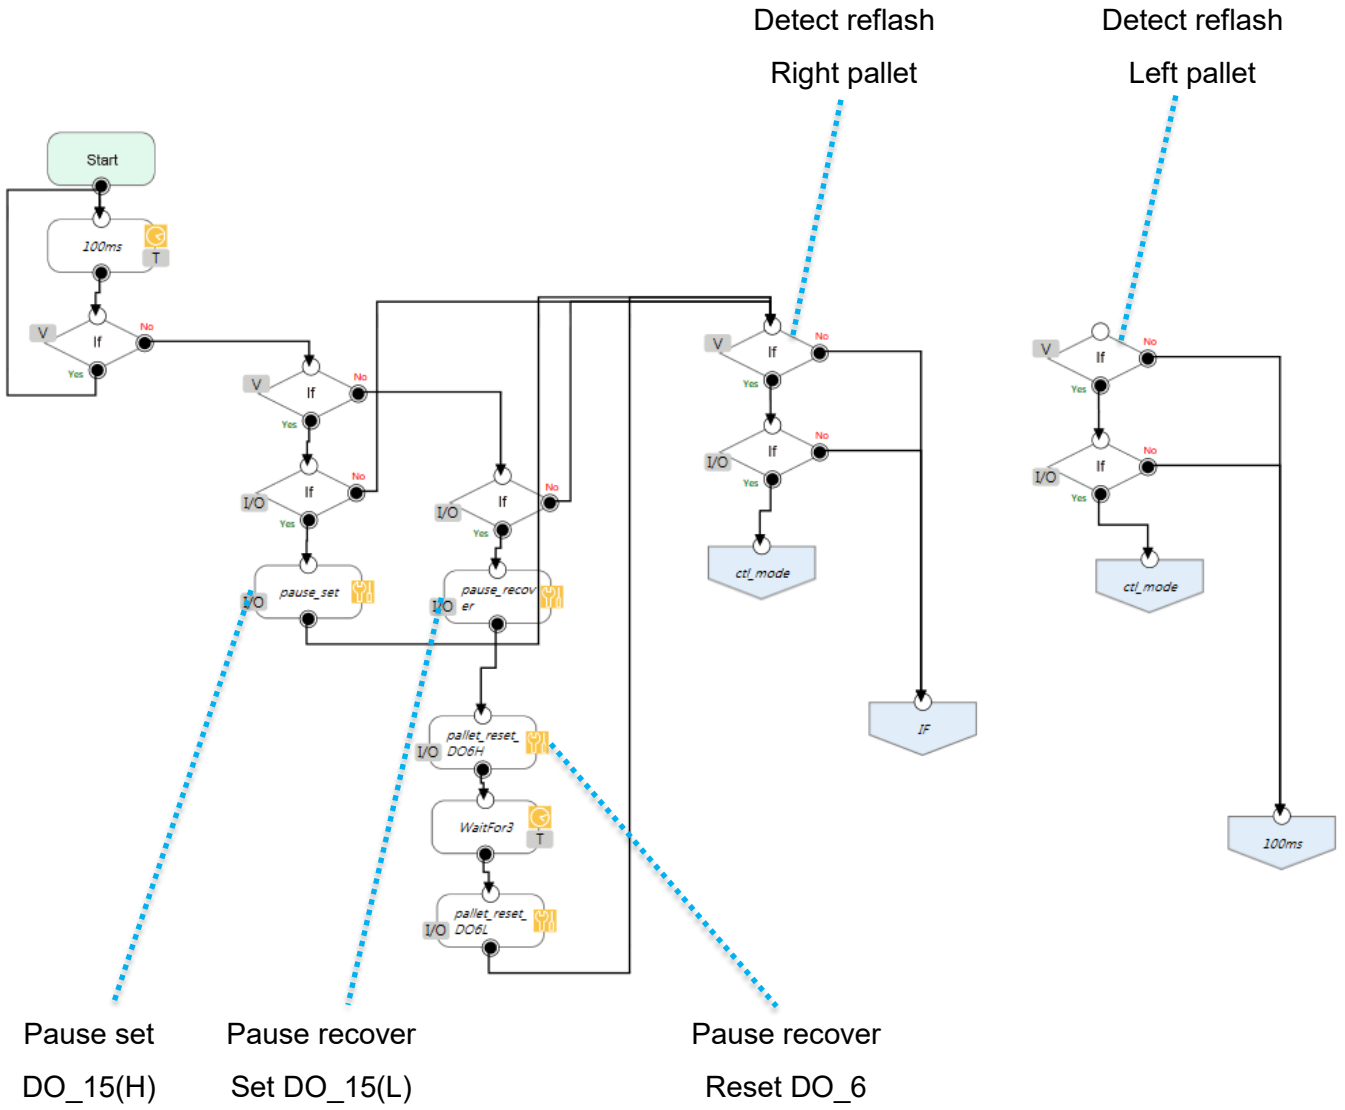 Detect reflash
Right pallet
Detect reflash
Left pallet
Start
100ms
T
V
If
No
Yes
V
If
No
Yes
I/O
If
No
Yes
I/O
If
No
Yes
I/O
pause_set
I/O
pause_recov
er
I/O
pallet_reset_
DO6H
WaitFor3
T
I/O
pallet_reset_
DO6L
V
If
No
Yes
I/O
If
No
Yes
ctl_mode
IF
V
If
No
Yes
I/O
If
No
Yes
ctl_mode
100ms
Pause set
DO_15(H)
Pause recover
Set DO_15(L)
Pause recover
Reset DO_6